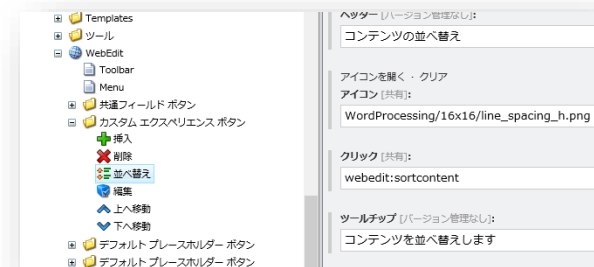 Templates
ツール
WebEdit
Toolbar
Menu
共通フィールド ボタン
カスタム エクスペリエンス ボタン
挿入
削除
並べ替え
編集
上へ移動
下へ移動
デフォルト プレースホルダー ボタン
デフォルト プレースホルダー ボタン
ヘッダー [バージョン管理なし]:
コンテンツの並べ替え
アイコンを開く · クリア
アイコン [共有]:
WordProcessing/16x16/line_spacing_h.png
クリック [共有]:
webedit:sortcontent
ツールチップ [バージョン管理なし]:
コンテンツを並べ替えします